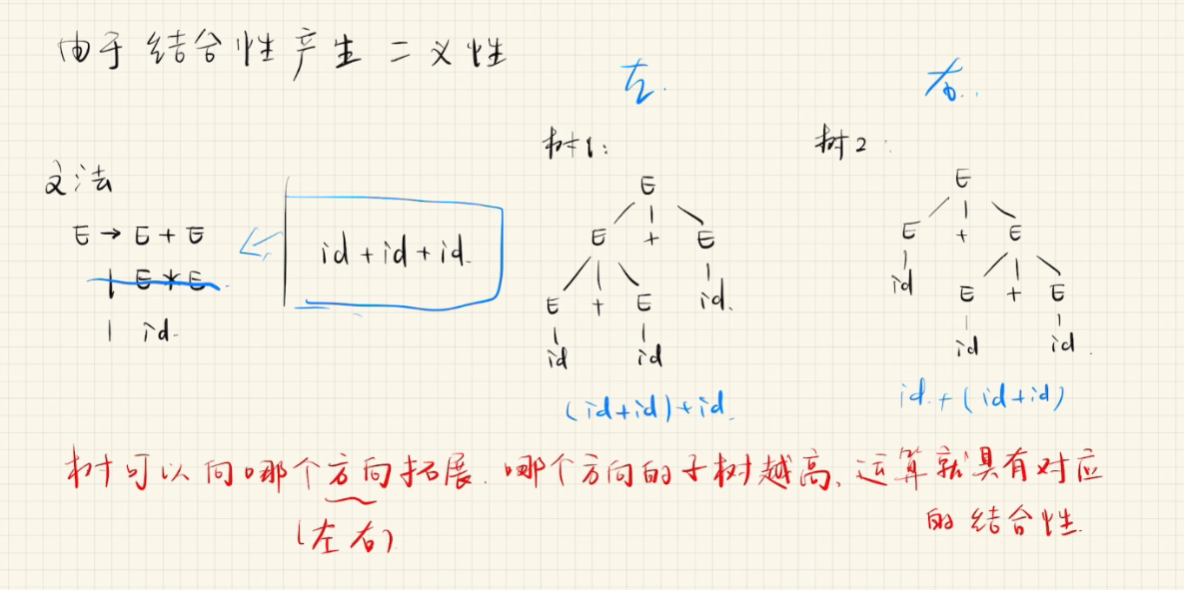 由于结合性产生二义性
左.
右..
树1:
树2:
文法
E → E + E
| E * E
| id.
id + id + id.
E
E + E
E + E id.
id id
(id+id)+id.
E
E + E
id E + E
id id.
id.+(id+id)
树可以向哪个方向拓展.哪个方向的子树越高、运算就具有对应
(左右)
的结合性.